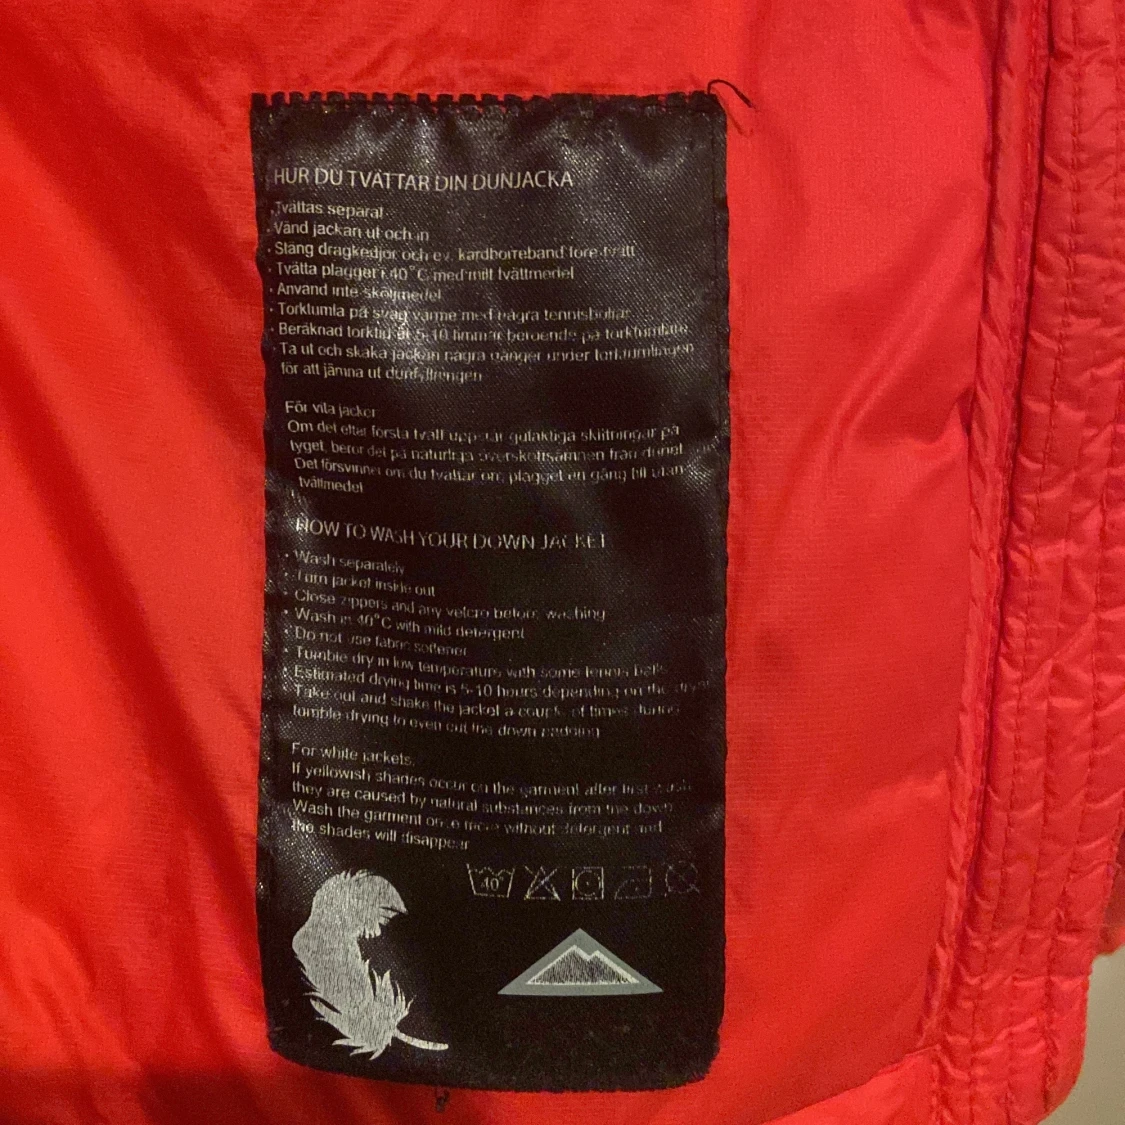 HUR DU TVÄTTAR DIN DUNJACKA
· Tvättas separat
· Vänd jackan ut och in
· Stäng dragkedjor och ev. kardborreband före tvätt
· Tvätta plagget i 40°C med milt tvättmedel
· Använd inte sköljmedel
· Torktumla på svag värme med några tennisbollar
· Beräknad torktid är 5-10 timmar beroende på torktumlare
· Ta ut och skaka jackan några gånger under torktumlingen
för att jämna ut dunfyllningen
För vita jackor
Om det efter första tvätt uppstår gulaktiga skiftningar på
tyget, beror det på naturliga överskottsämnen från dunet.
Det försvinner om du tvättar om plagget en gång till utan
tvättmedel
HOW TO WASH YOUR DOWN JACKET
· Wash separately
· Turn jacket inside out
· Close zippers and any velcro before washing
· Wash in 40°C with mild detergent
· Do not use fabric softener
· Tumble dry in low temperature with some tennis balls
· Estimated drying time is 5-10 hours depending on the dryer
· Take out and shake the jacket a couple of times during
tumble drying to even out the down padding
For white jackets.
If yellowish shades occur on the garment after first wash
they are caused by natural substances from the down
Wash the garment once more without detergent and
the shades will disappear
40°